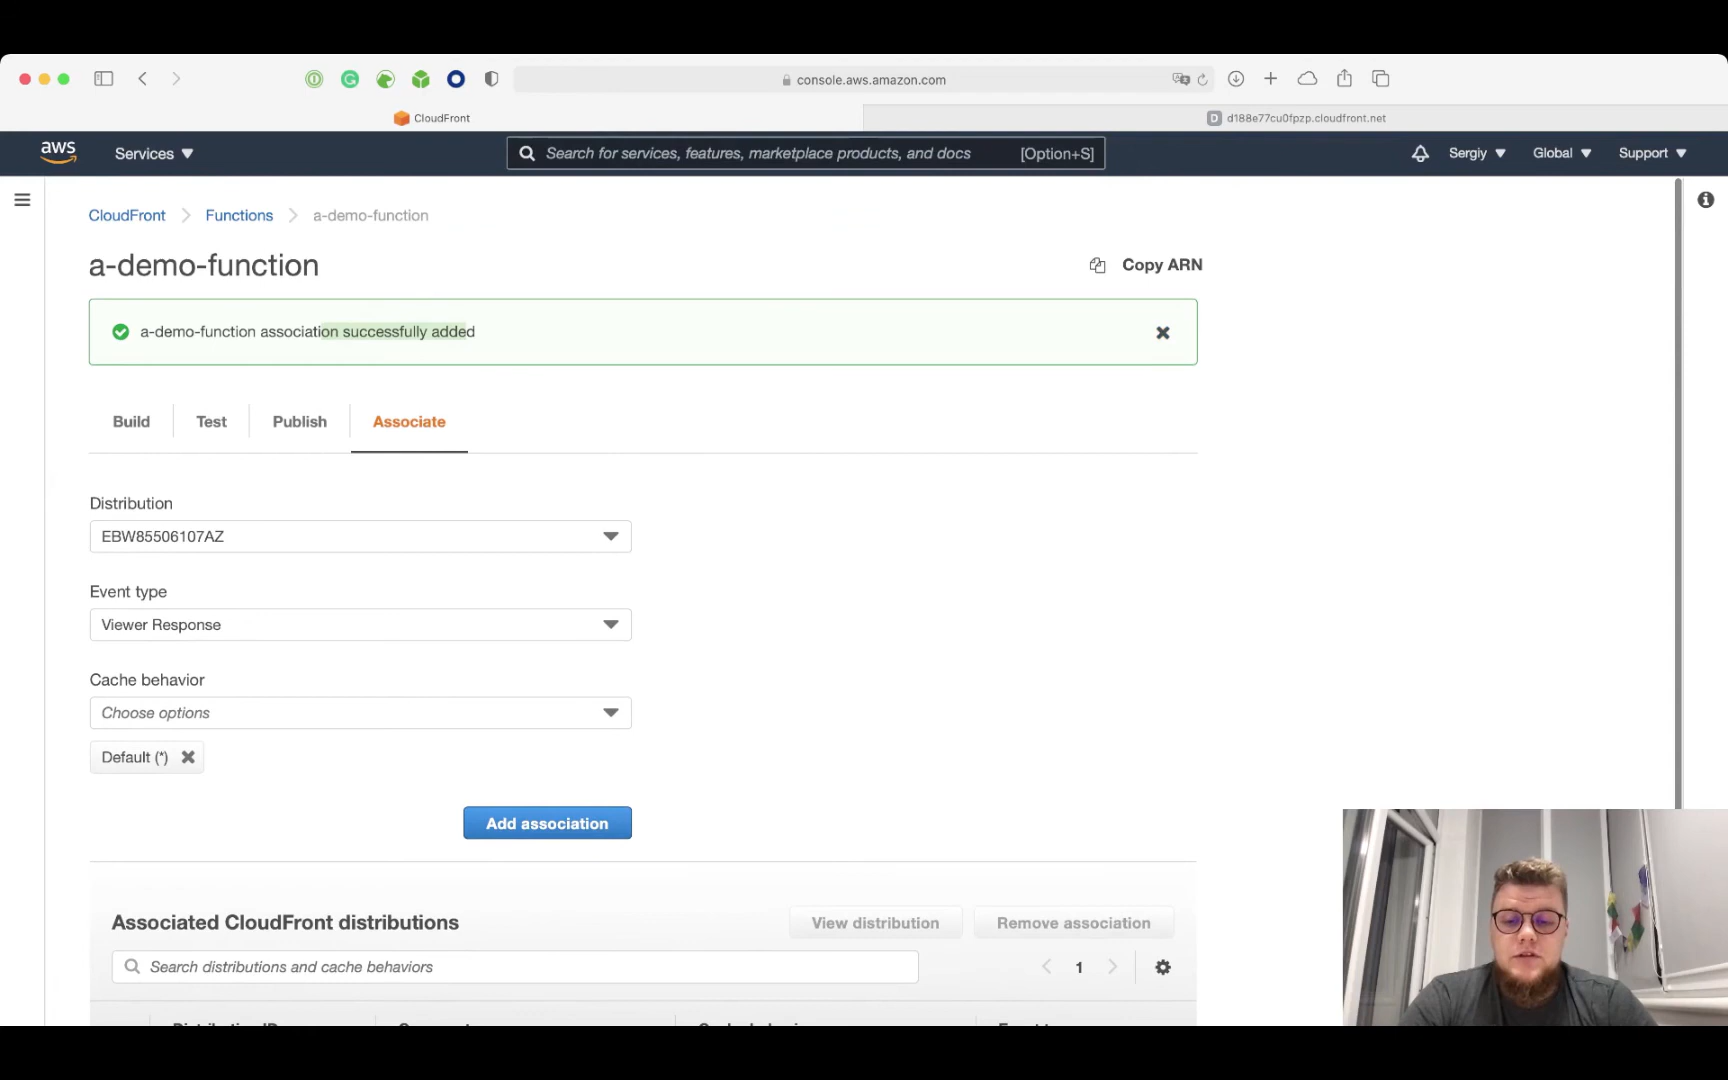 console.aws.amazon.com
CloudFront
D d188e77cu0fpzp.cloudfront.net
aws
Services
Search for services, features, marketplace products, and docs [Option+S]
Sergiy
Global
Support
CloudFront
Functions
a-demo-function
a-demo-function
Copy ARN
a-demo-function association successfully added
Build
Test
Publish
Associate
Distribution
EBW85506107AZ
Event type
Viewer Response
Cache behavior
Choose options
Default (*)
Add association
Associated CloudFront distributions
View distribution
Remove association
Search distributions and cache behaviors
1